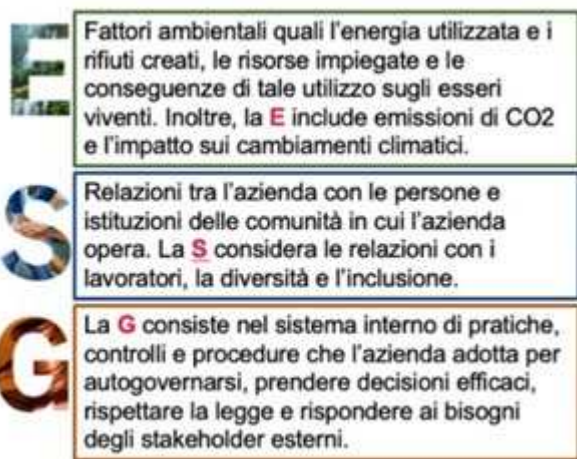 E
Fattori ambientali quali l'energia utilizzata e i
rifiuti creati, le risorse impiegate e le
conseguenze di tale utilizzo sugli esseri
viventi. Inoltre, la E include emissioni di CO2
e l'impatto sui cambiamenti climatici.
S
Relazioni tra l'azienda con le persone e
istituzioni delle comunità in cui l'azienda
opera. La S considera le relazioni con i
lavoratori, la diversità e l'inclusione.
G
La G consiste nel sistema interno di pratiche,
controlli e procedure che l'azienda adotta per
autogovernarsi, prendere decisioni efficaci,
rispettare la legge e rispondere ai bisogni
degli stakeholder esterni.